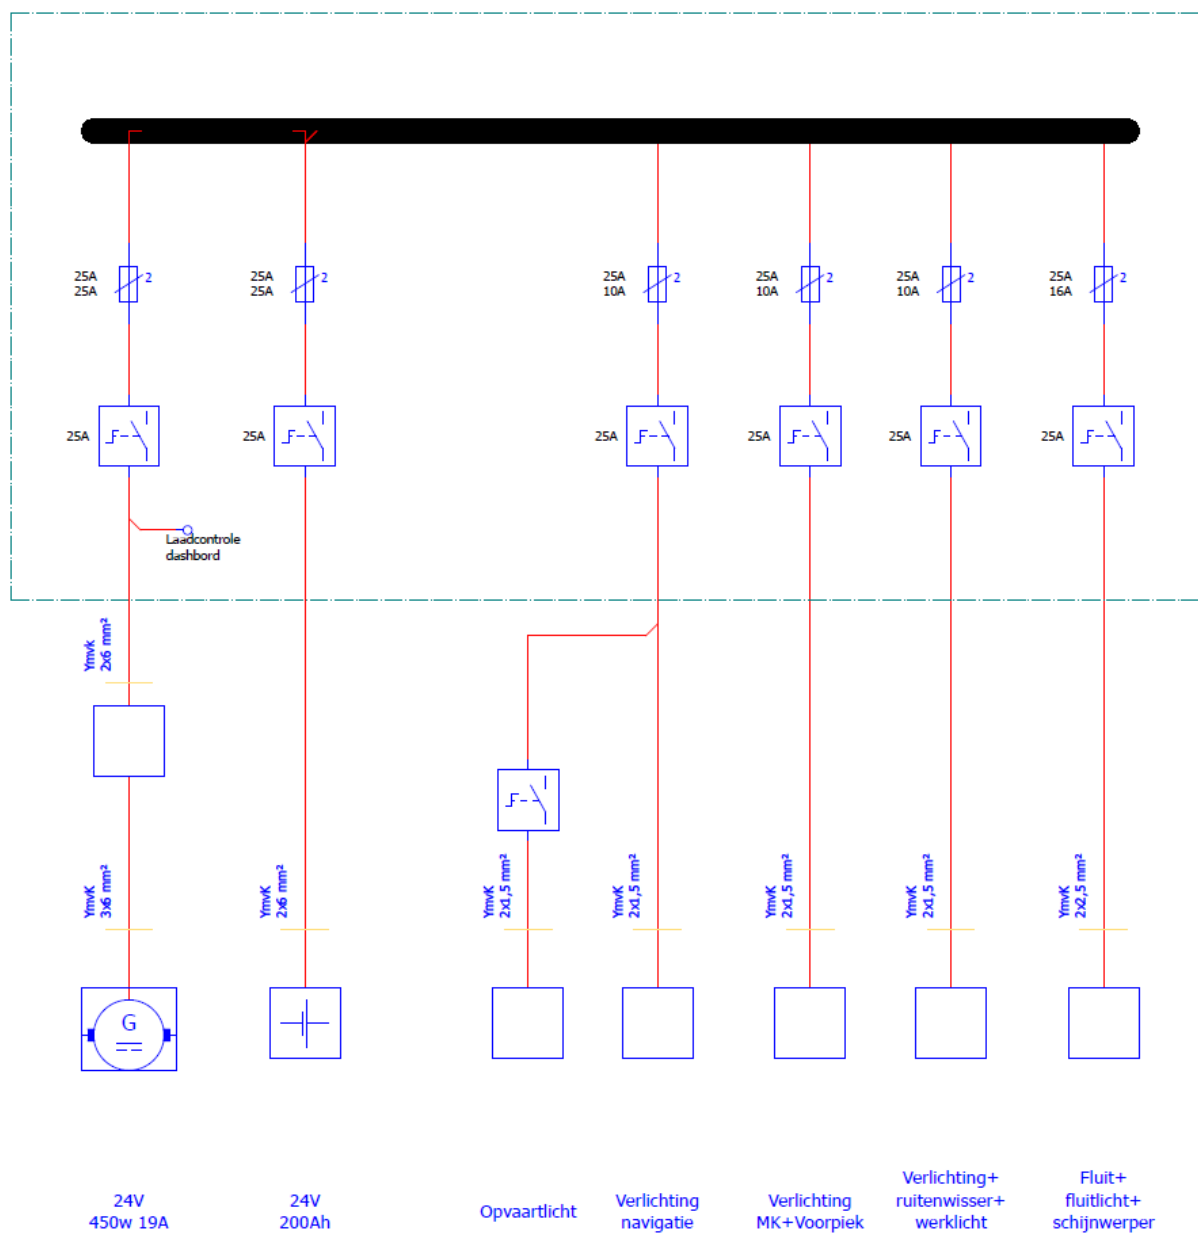 25A
25A
2
25A
25A
2
25A
10A
2
25A
10A
2
25A
10A
2
25A
16A
2
25A
25A
25A
25A
25A
25A
Laadcontrole
dashbord
Ymvk
2x6 mm²
YmvK
3x6 mm²
YmvK
2x6 mm²
YmvK
2x1,5 mm²
YmvK
2x1,5 mm²
YmvK
2x1,5 mm²
YmvK
2x1,5 mm²
YmvK
2x2,5 mm²
G
24V
450w 19A
24V
200Ah
Opvaartlicht
Verlichting
navigatie
Verlichting
MK+Voorpiek
Verlichting+
ruitenwisser+
werklicht
Fluit+
fluitlicht+
schijnwerper